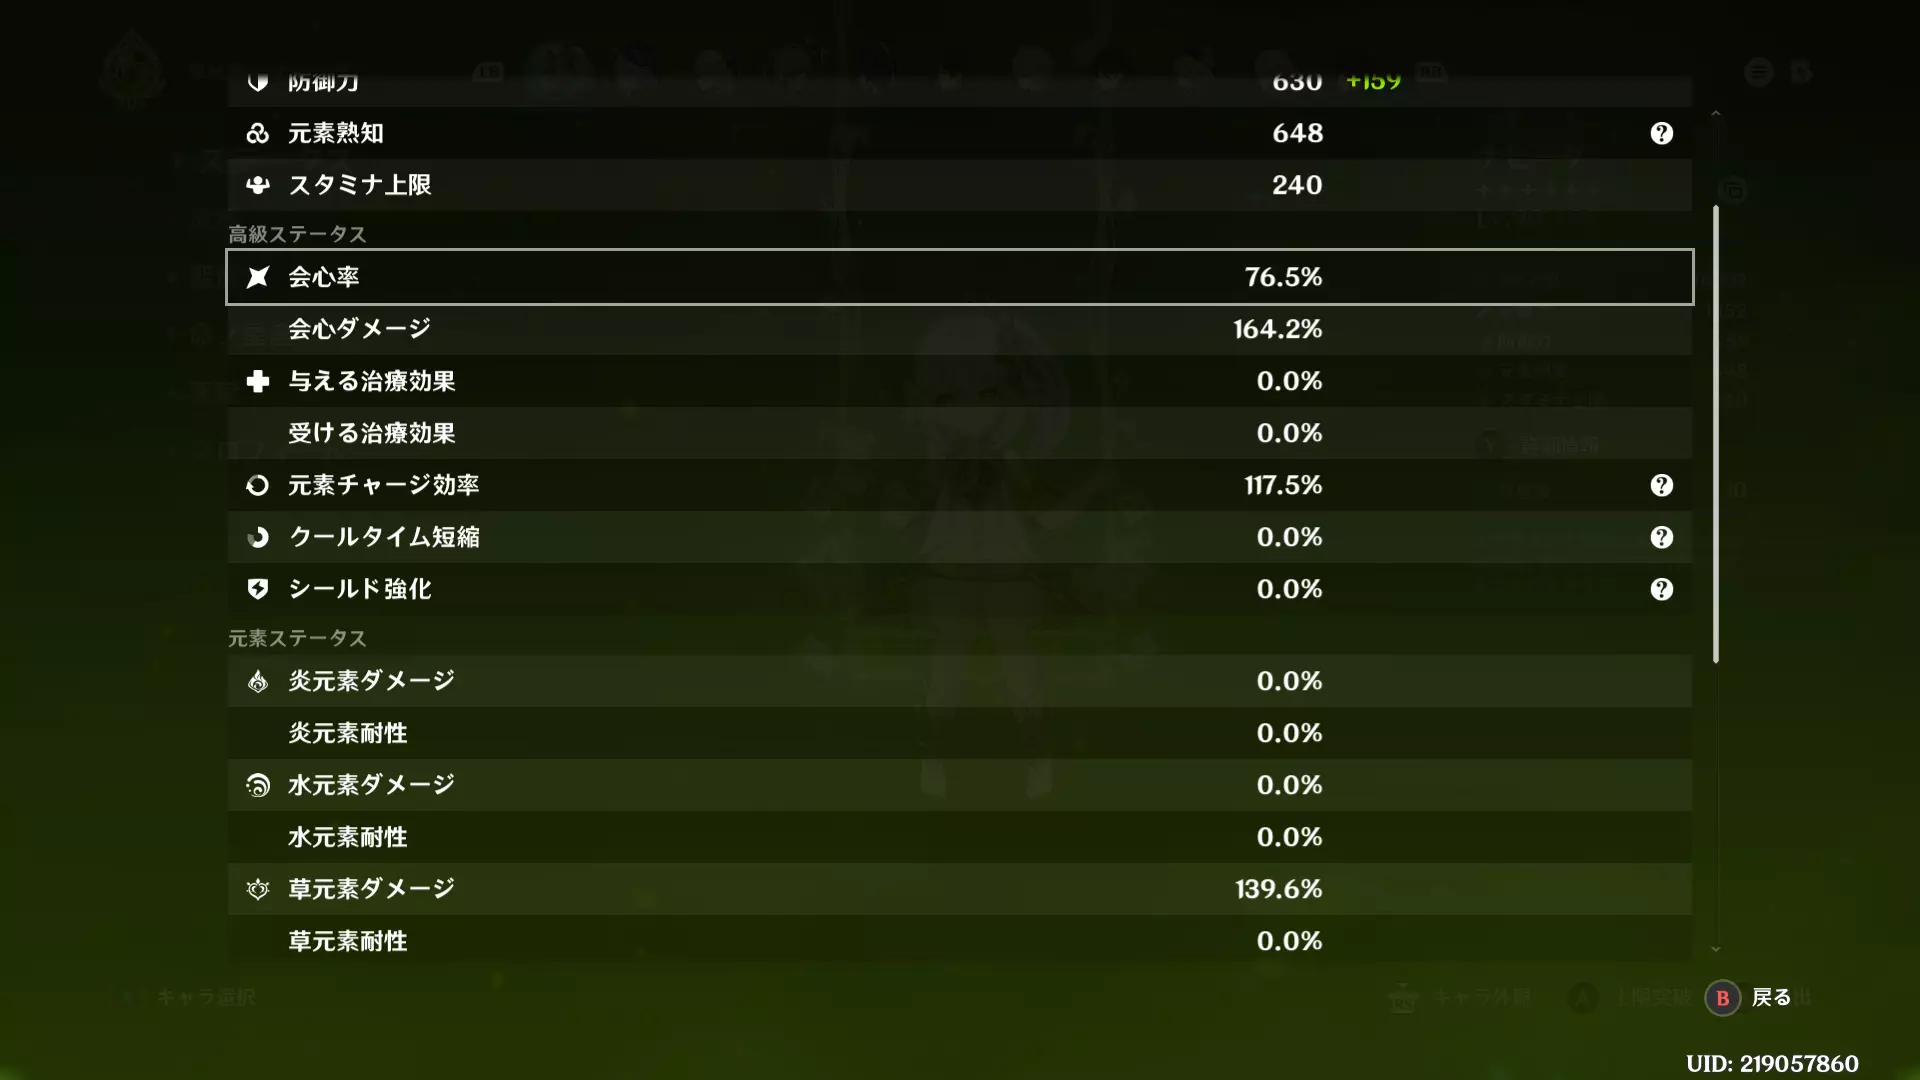 防御力 630 +159
元素熟知 648
スタミナ上限 240
高級ステータス
会心率 76.5%
会心ダメージ 164.2%
与える治療効果 0.0%
受ける治療効果 0.0%
元素チャージ効率 117.5%
クールタイム短縮 0.0%
シールド強化 0.0%
元素ステータス
炎元素ダメージ 0.0%
炎元素耐性 0.0%
水元素ダメージ 0.0%
水元素耐性 0.0%
草元素ダメージ 139.6%
草元素耐性 0.0%
キャラ選択
B 戻る
UID: 219057860